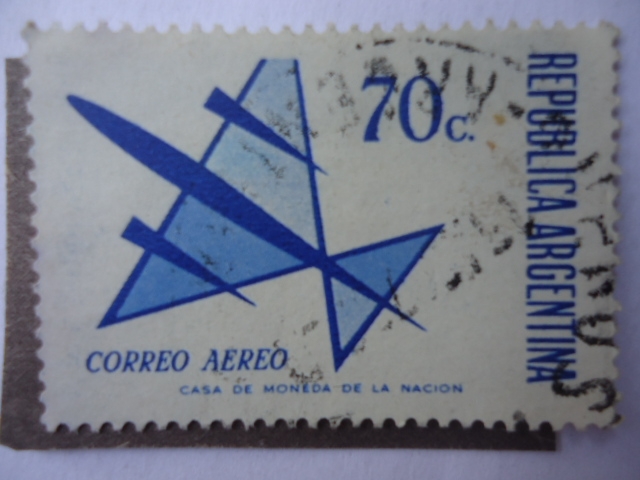 70c.
REPUBLICA ARGENTINA
CORREO AEREO
CASA DE MONEDA DE LA NACION